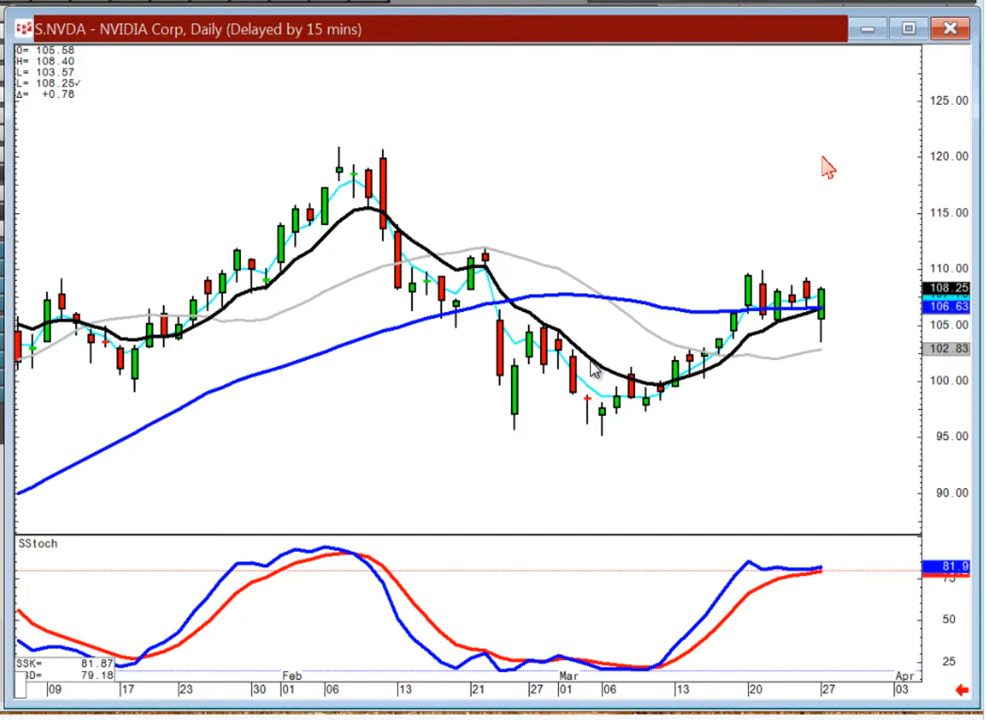 S.NVDA - NVIDIA Corp, Daily (Delayed by 15 mins)
O= 105.58
H= 108.40
L= 103.57
L= 108.25✓
Δ= +0.78
125.00
120.00
115.00
110.00
108.25
106.63
105.00
102.83
100.00
95.00
90.00
SStoch
81.9
75
50
25
SSK= 81.87
SD= 79.18
Feb
Mar
Apr
09
17
23
30
01
06
13
21
27
01
06
13
20
27
03